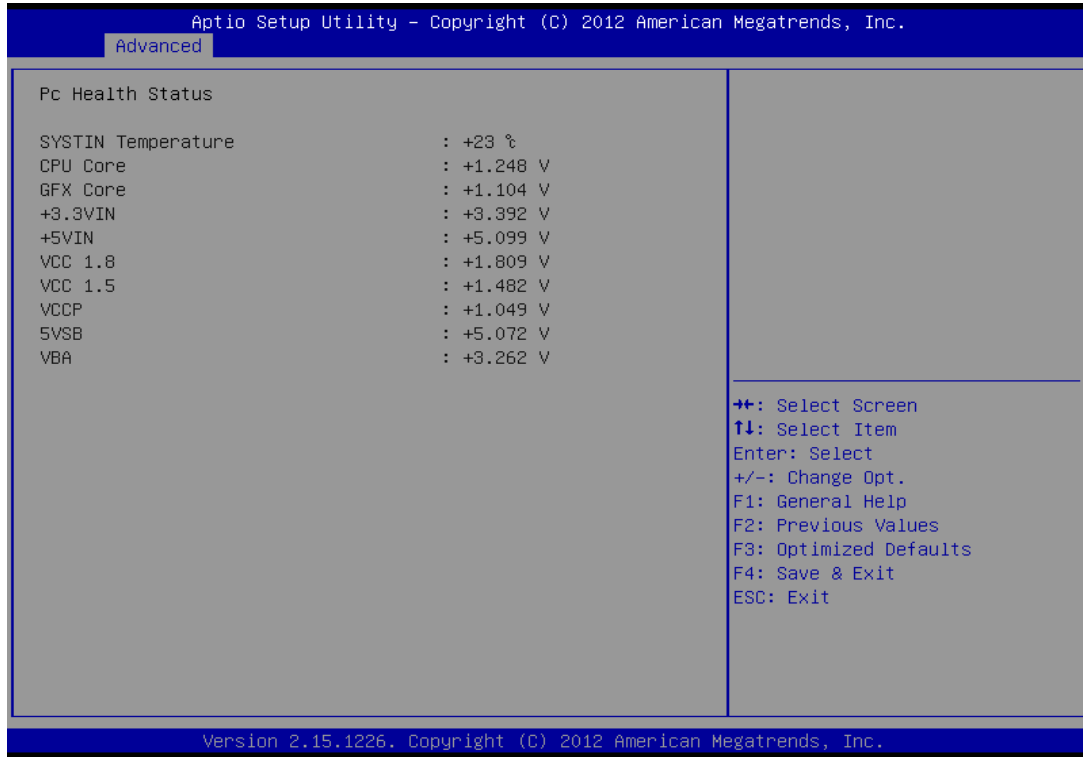 Aptio Setup Utility – Copyright (C) 2012 American Megatrends, Inc.
Advanced
Pc Health Status
SYSTIN Temperature : +23 ℃
CPU Core : +1.248 V
GFX Core : +1.104 V
+3.3VIN : +3.392 V
+5VIN : +5.099 V
VCC 1.8 : +1.809 V
VCC 1.5 : +1.482 V
VCCP : +1.049 V
5VSB : +5.072 V
VBA : +3.262 V
→←: Select Screen
↑↓: Select Item
Enter: Select
+/-: Change Opt.
F1: General Help
F2: Previous Values
F3: Optimized Defaults
F4: Save & Exit
ESC: Exit
Version 2.15.1226. Copyright (C) 2012 American Megatrends, Inc.